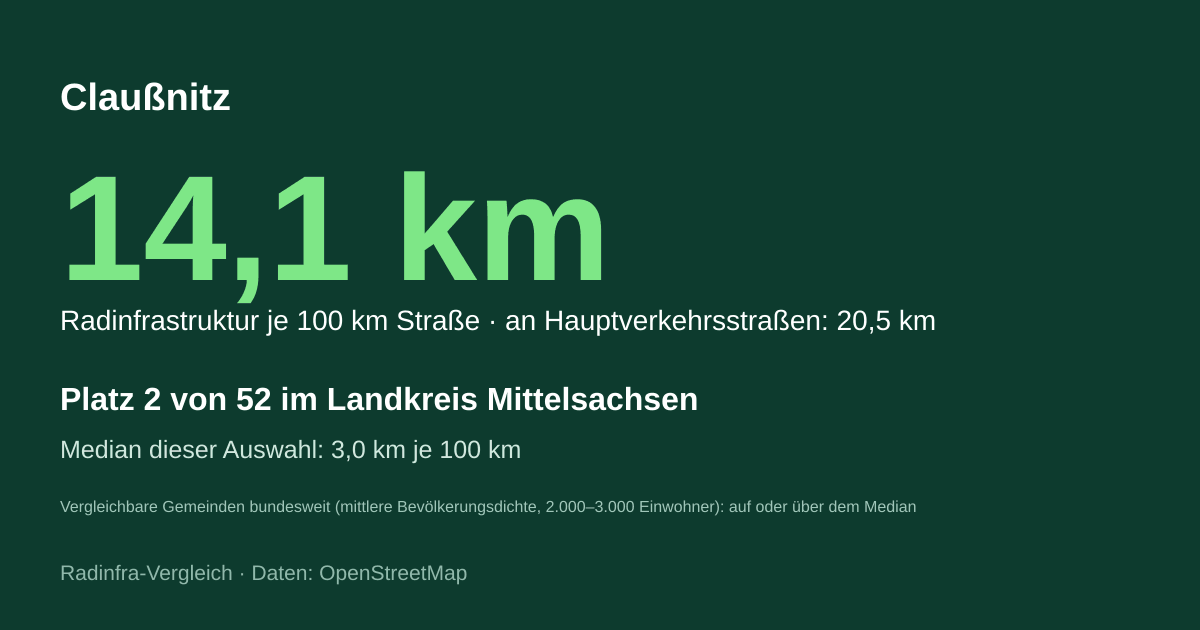 Claußnitz
14,1 km
Radinfrastruktur je 100 km Straße · an Hauptverkehrsstraßen: 20,5 km
Platz 2 von 52 im Landkreis Mittelsachsen
Median dieser Auswahl: 3,0 km je 100 km
Vergleichbare Gemeinden bundesweit (mittlere Bevölkerungsdichte, 2.000–3.000 Einwohner): auf oder über dem Median
Radinfra-Vergleich · Daten: OpenStreetMap